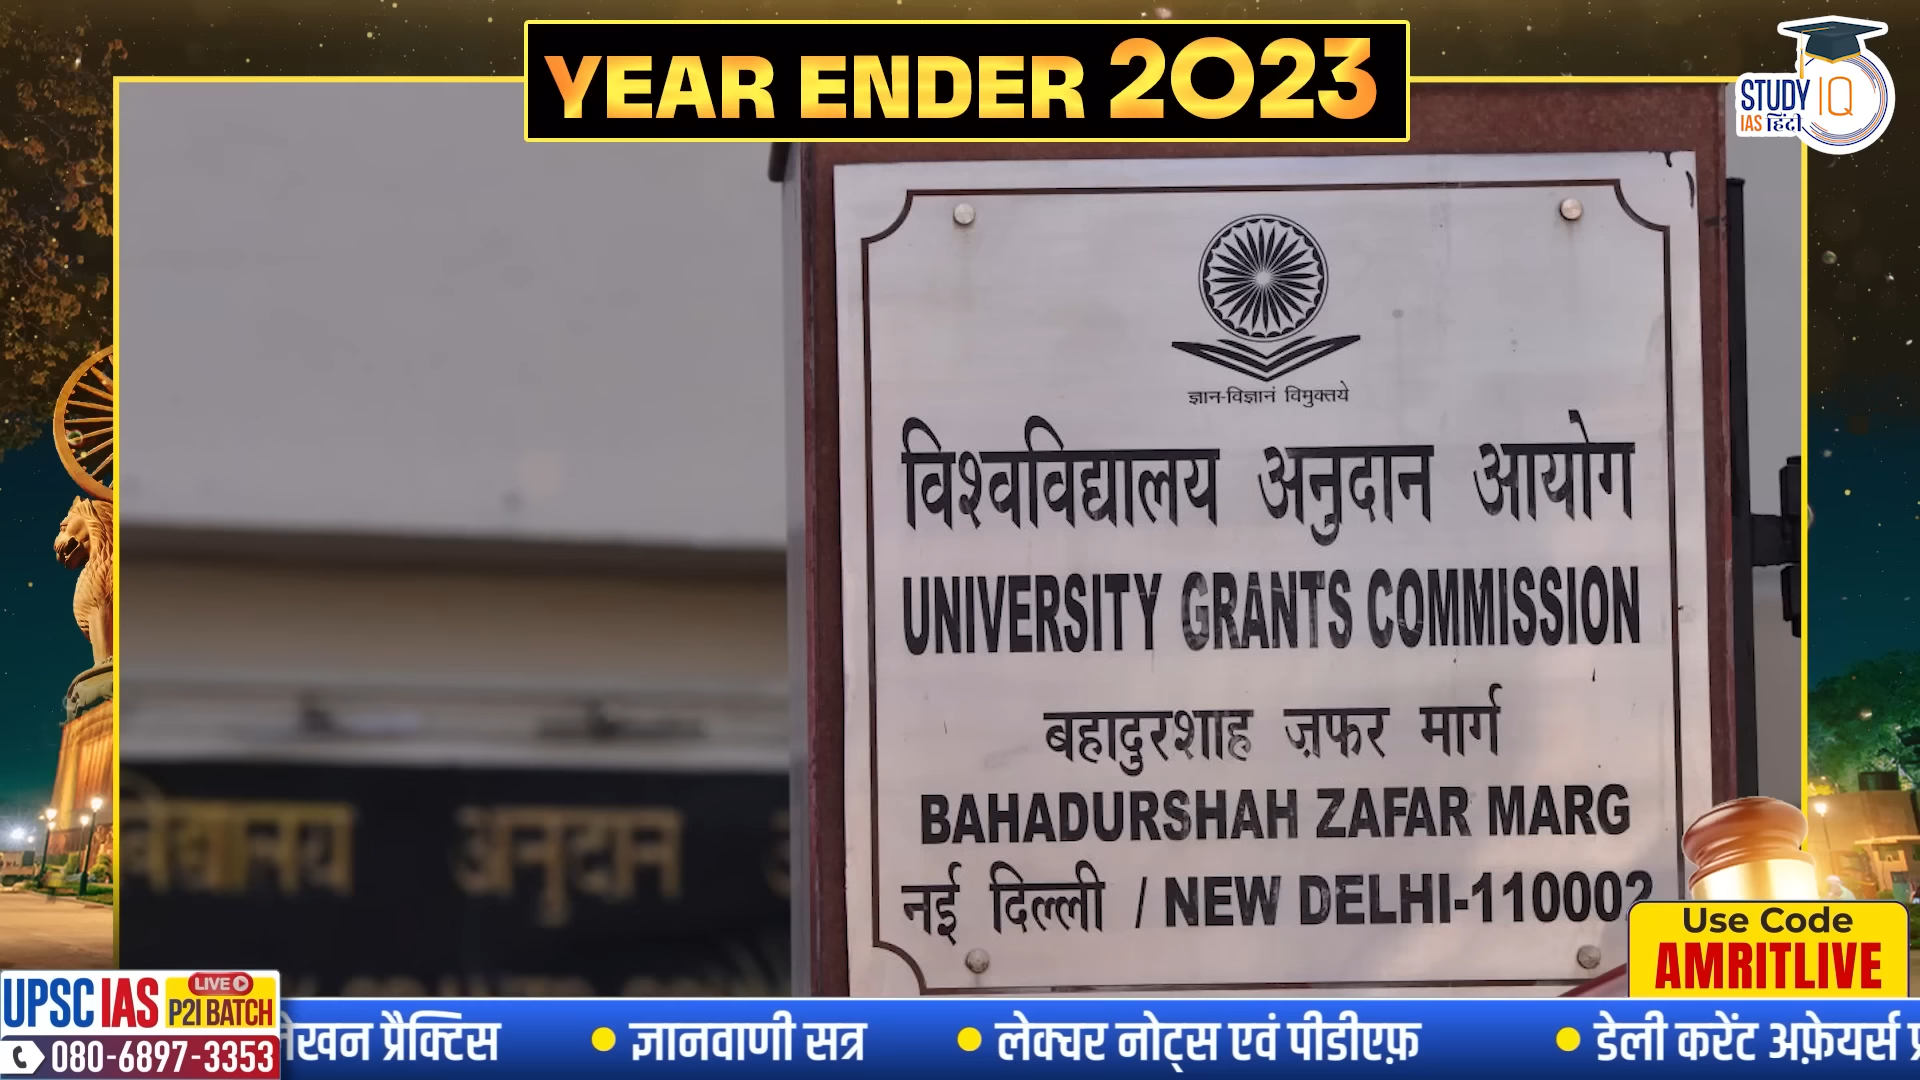 YEAR ENDER 2023
STUDY IQ
IAS हिंदी
ज्ञान-विज्ञानं विमुक्तये
विश्वविद्यालय अनुदान आयोग
UNIVERSITY GRANTS COMMISSION
बहादुरशाह ज़फर मार्ग
BAHADURSHAH ZAFAR MARG
नई दिल्ली / NEW DELHI-110002
अनुदान
Use Code
AMRITLIVE
LIVE
UPSC IAS P2I BATCH
080-6897-3353
प्रैक्टिस • ज्ञानवाणी सत्र • लेक्चर नोट्स एवं पीडीएफ़ • डेली करेंट अफ़ेयर्स